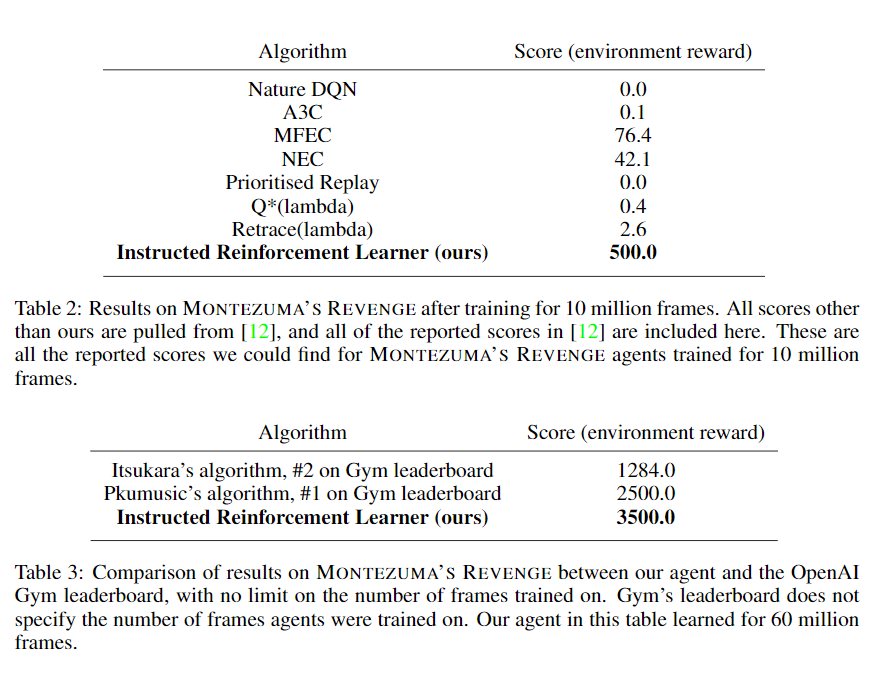 Algorithm Score (environment reward)
Nature DQN 0.0
A3C 0.1
MFEC 76.4
NEC 42.1
Prioritised Replay 0.0
Q*(lambda) 0.4
Retrace(lambda) 2.6
Instructed Reinforcement Learner (ours) 500.0
Table 2: Results on MONTEZUMA'S REVENGE after training for 10 million frames. All scores other
than ours are pulled from [12], and all of the reported scores in [12] are included here. These are
all the reported scores we could find for MONTEZUMA'S REVENGE agents trained for 10 million
frames.
Algorithm Score (environment reward)
Itsukara's algorithm, #2 on Gym leaderboard 1284.0
Pkumusic's algorithm, #1 on Gym leaderboard 2500.0
Instructed Reinforcement Learner (ours) 3500.0
Table 3: Comparison of results on MONTEZUMA'S REVENGE between our agent and the OpenAI
Gym leaderboard, with no limit on the number of frames trained on. Gym's leaderboard does not
specify the number of frames agents were trained on. Our agent in this table learned for 60 million
frames.